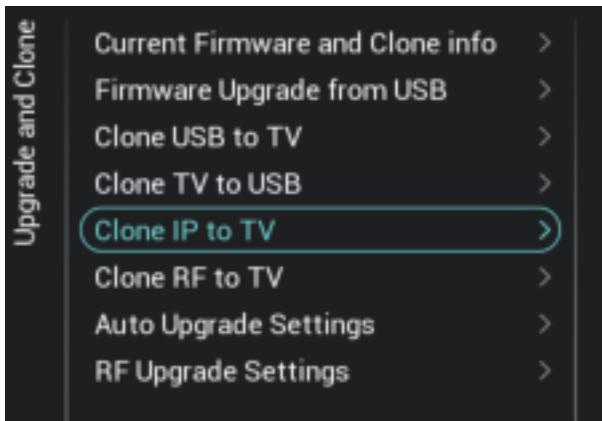 Upgrade and Clone
Current Firmware and Clone info
Firmware Upgrade from USB
Clone USB to TV
Clone TV to USB
Clone IP to TV
Clone RF to TV
Auto Upgrade Settings
RF Upgrade Settings